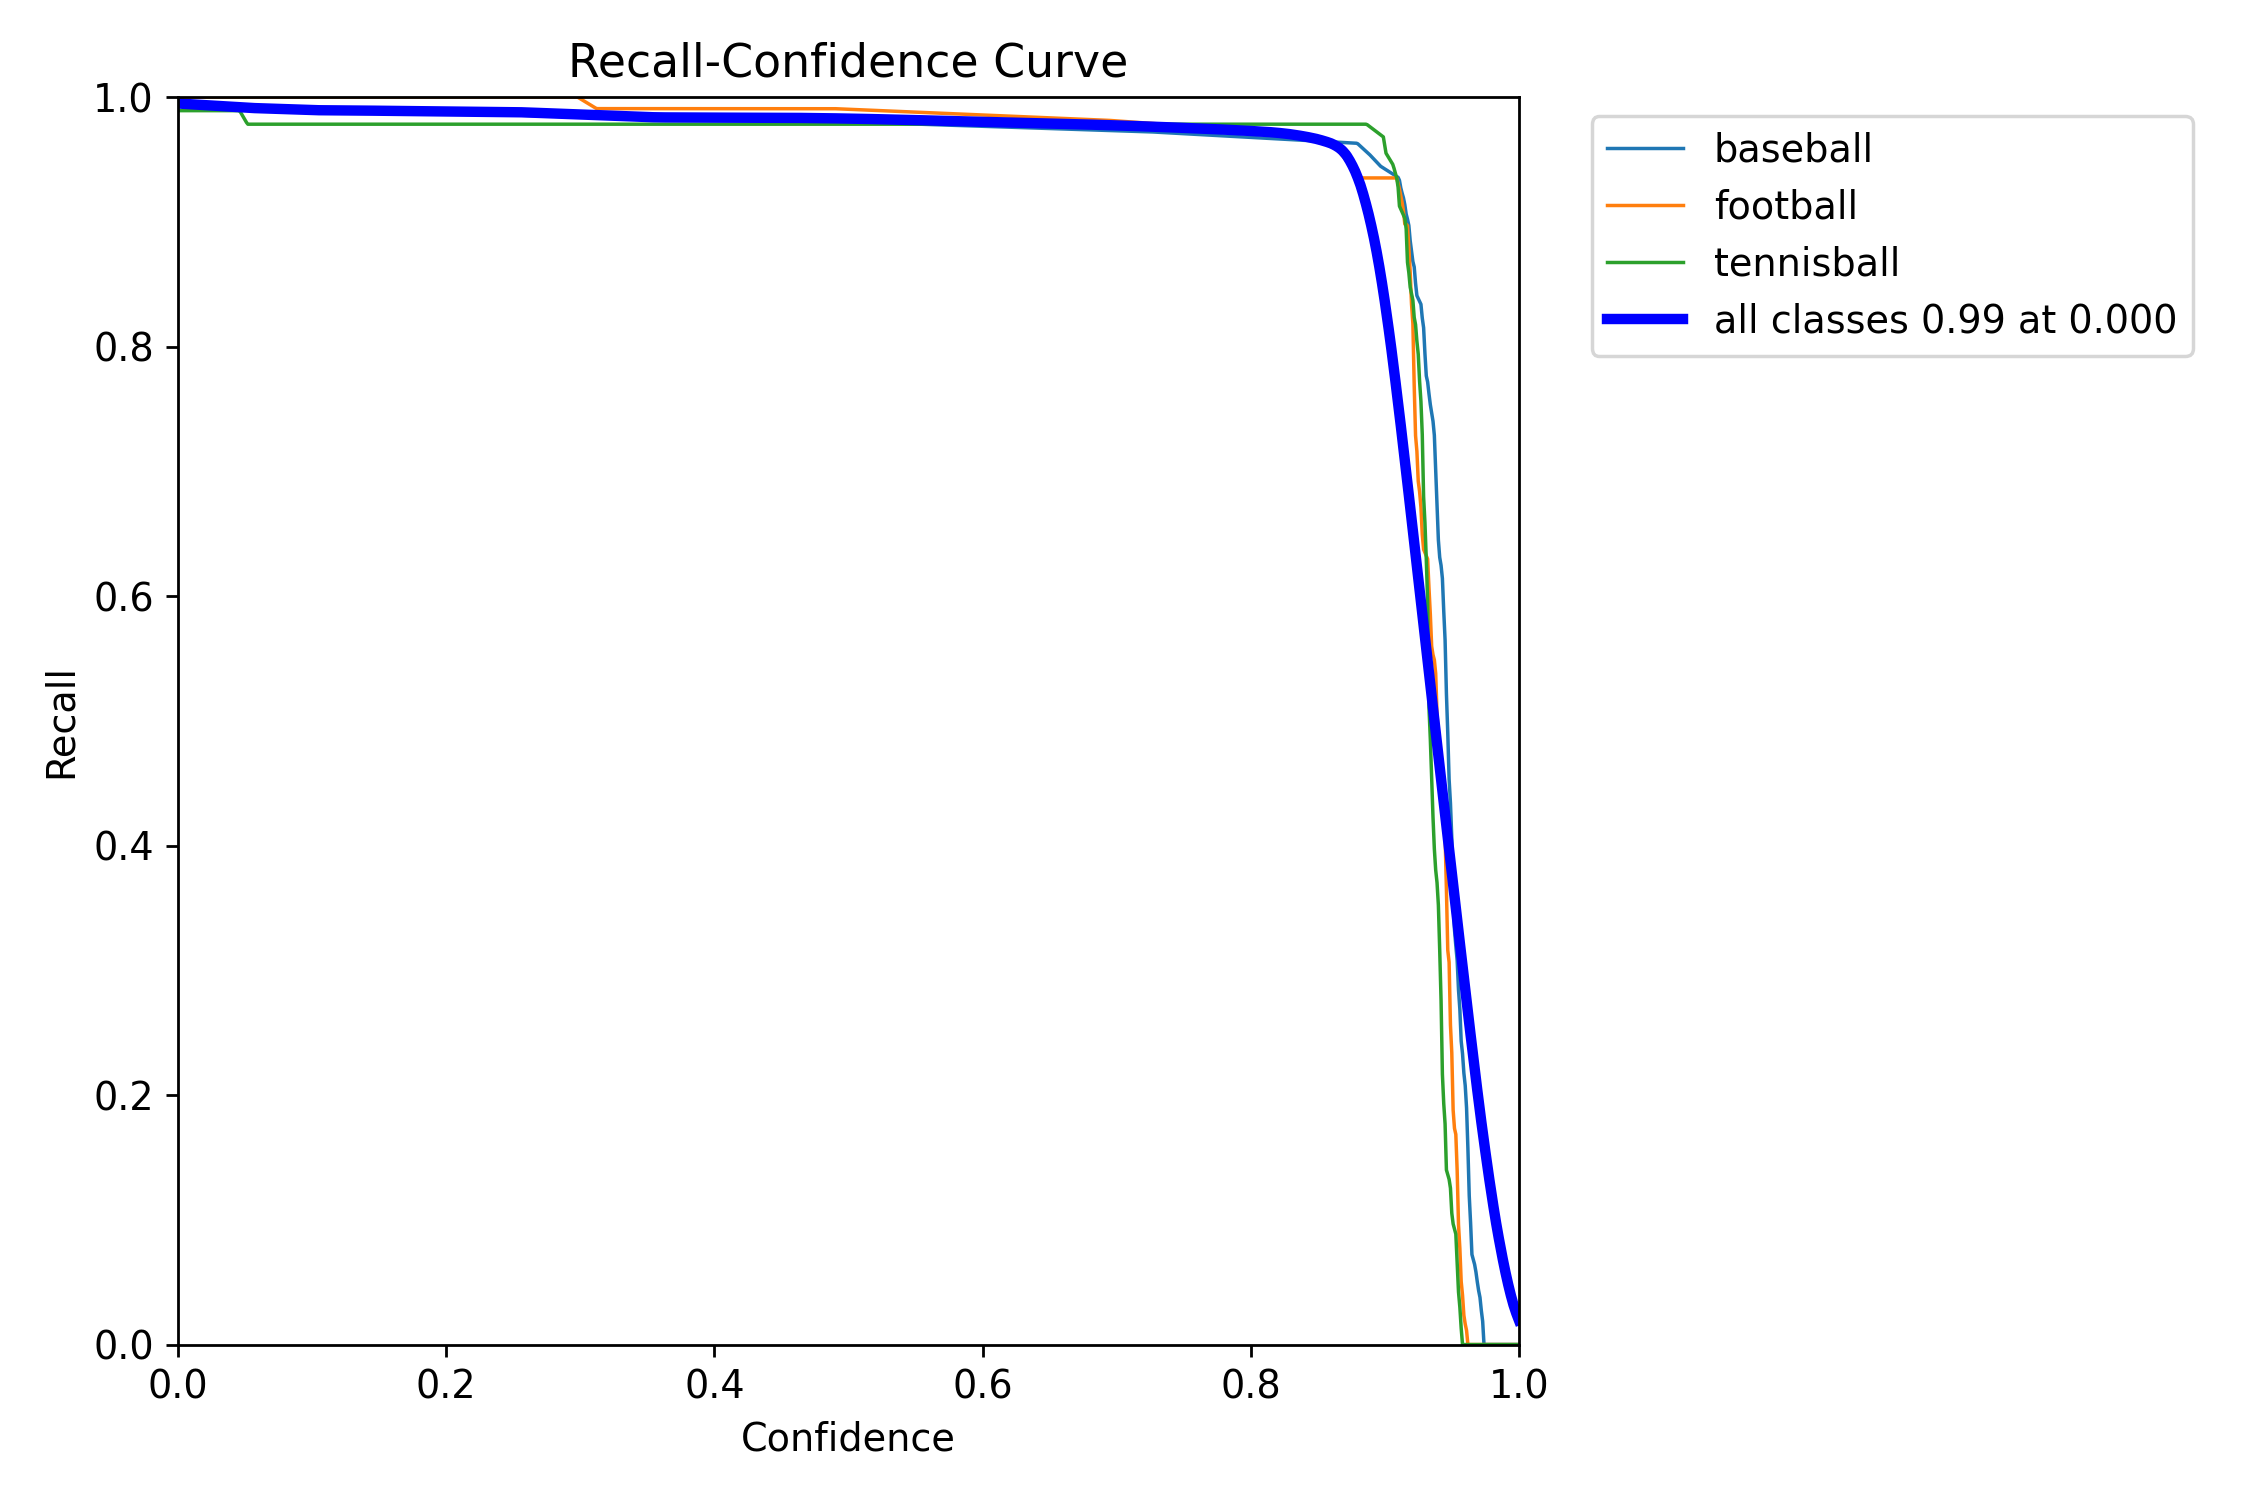 Recall-Confidence Curve
1.0
0.8
0.6
0.4
0.2
0.0
Recall
0.0 0.2 0.4 0.6 0.8 1.0
Confidence
baseball
football
tennisball
all classes 0.99 at 0.000